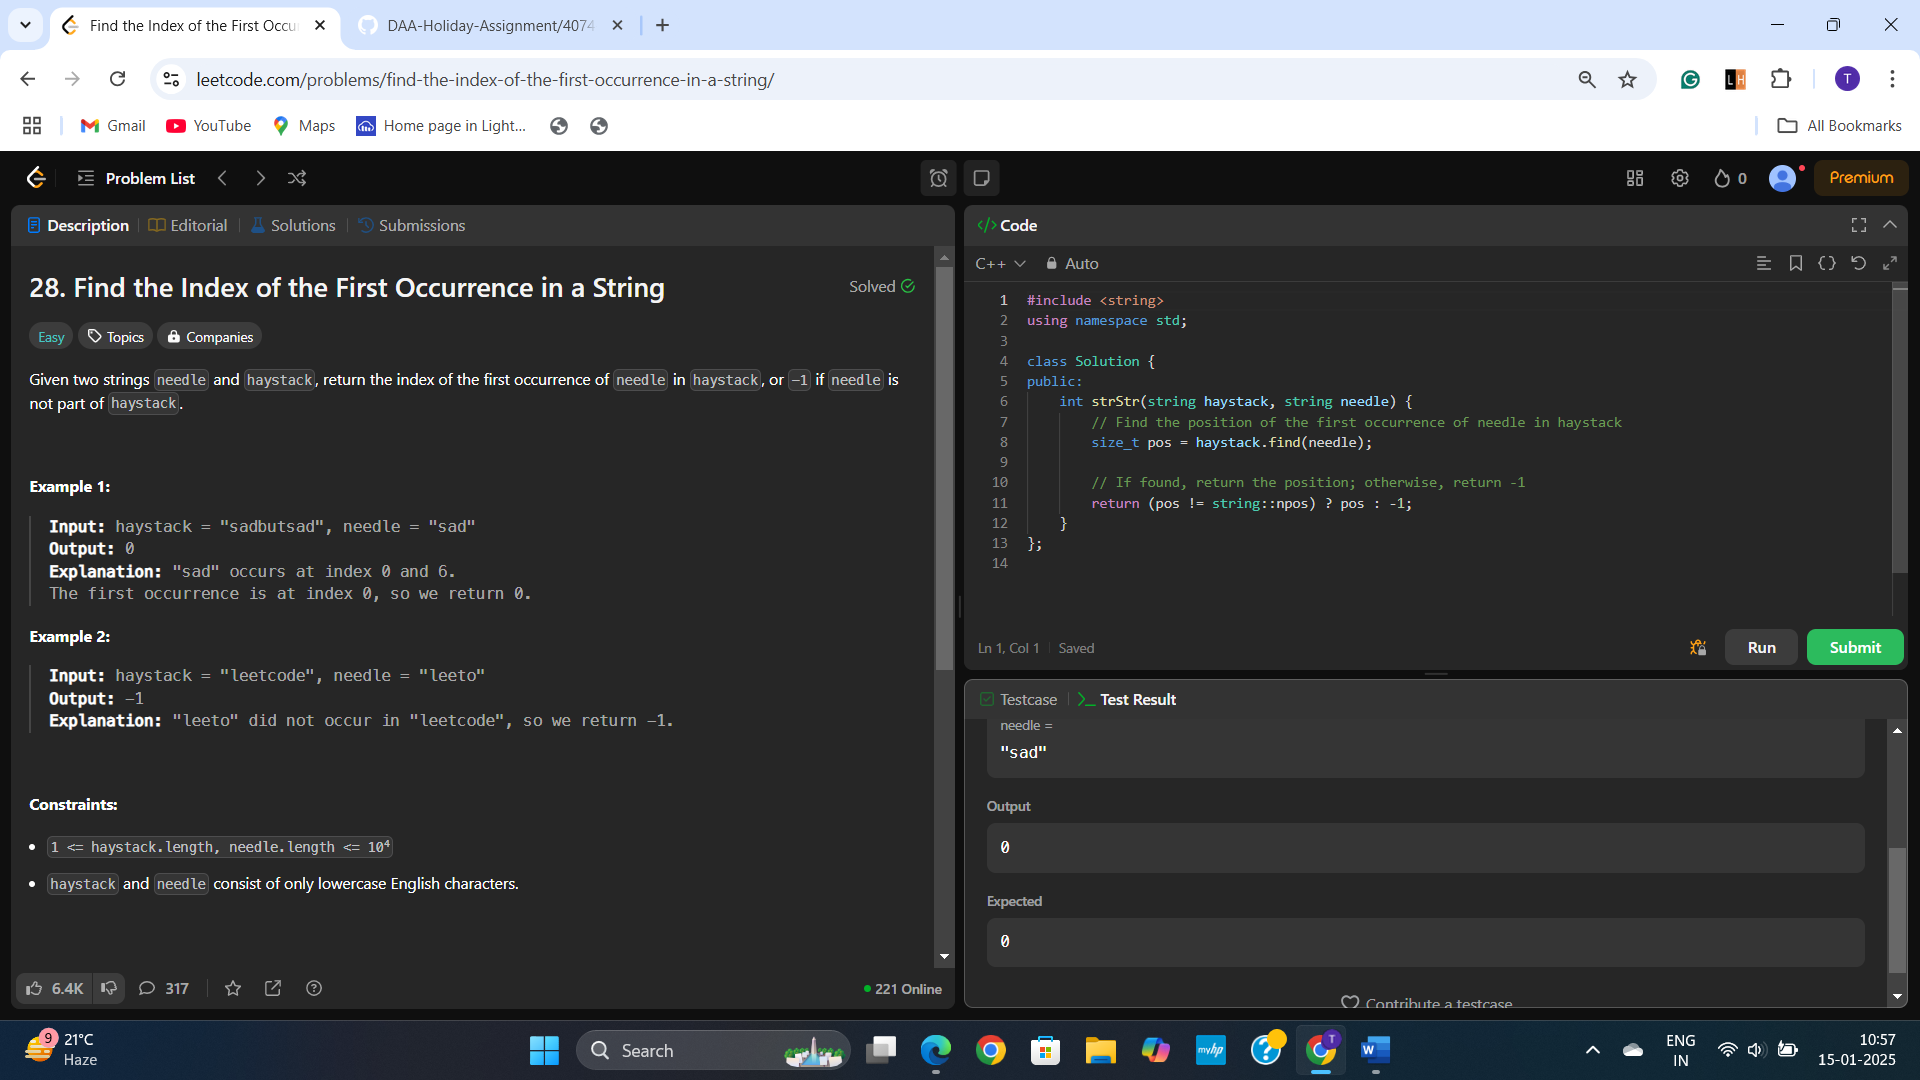 Find the Index of the First Occu
DAA-Holiday-Assignment/4074
leetcode.com/problems/find-the-index-of-the-first-occurrence-in-a-string/
T
Gmail
YouTube
Maps
Home page in Light...
All Bookmarks
Problem List
0
Premium
Description
Editorial
Solutions
Submissions
28. Find the Index of the First Occurrence in a String
Solved
Easy
Topics
Companies
Given two strings needle and haystack, return the index of the first occurrence of needle in haystack, or -1 if needle is
not part of haystack.
Example 1:
Input: haystack = "sadbutsad", needle = "sad"
Output: 0
Explanation: "sad" occurs at index 0 and 6.
The first occurrence is at index 0, so we return 0.
Example 2:
Input: haystack = "leetcode", needle = "leeto"
Output: -1
Explanation: "leeto" did not occur in "leetcode", so we return -1.
Constraints:
• 1 <= haystack.length, needle.length <= 10⁴
• haystack and needle consist of only lowercase English characters.
6.4K
317
221 Online
</> Code
C++
Auto
1 #include <string>
2 using namespace std;
3
4 class Solution {
5 public:
6 int strStr(string haystack, string needle) {
7 // Find the position of the first occurrence of needle in haystack
8 size_t pos = haystack.find(needle);
9
10 // If found, return the position; otherwise, return -1
11 return (pos != string::npos) ? pos : -1;
12 }
13 };
14
Ln 1, Col 1
Saved
Run
Submit
Testcase
Test Result
needle =
"sad"
Output
0
Expected
0
Contribute a testcase
9
21°C
Haze
Search
myhp
T
ENG
IN
10:57
15-01-2025